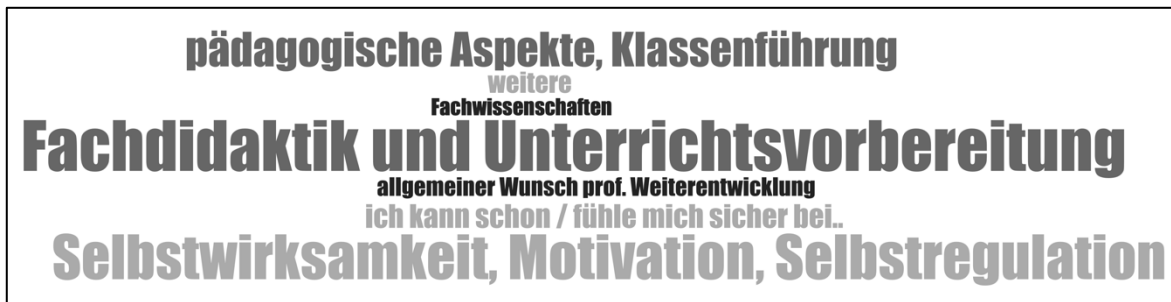 pädagogische Aspekte, Klassenführung
weitere
Fachwissenschaften
Fachdidaktik und Unterrichtsvorbereitung
allgemeiner Wunsch prof. Weiterentwicklung
ich kann schon / fühle mich sicher bei..
Selbstwirksamkeit, Motivation, Selbstregulation